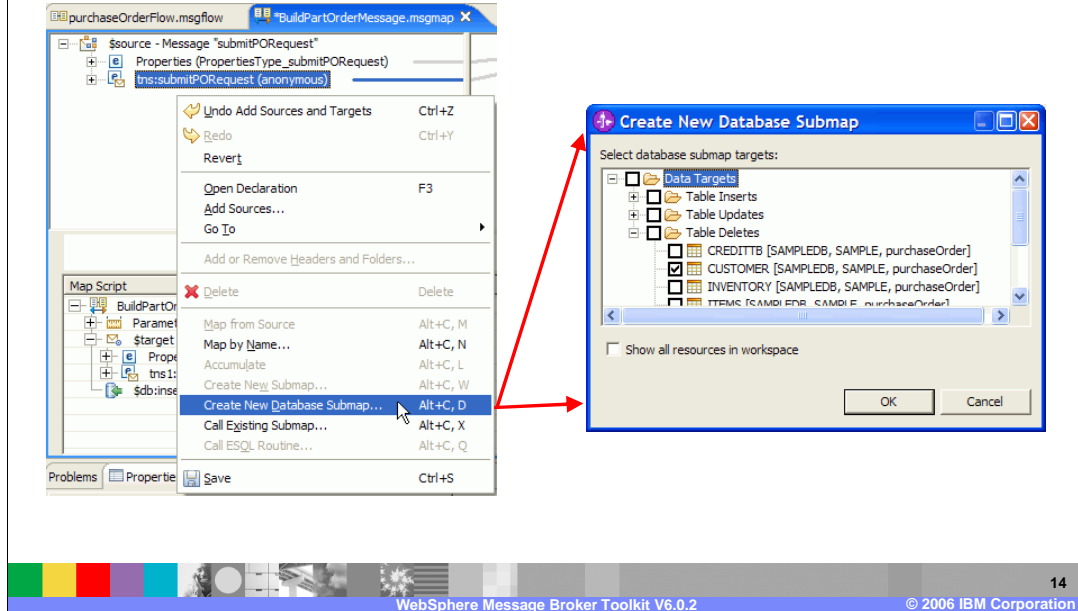 purchaseOrderFlow.msgflow
*BuildPartOrderMessage.msgmap
$source - Message "submitPORequest"
Properties (PropertiesType_submitPORequest)
tns:submitPORequest (anonymous)
Undo Add Sources and Targets Ctrl+Z
Redo Ctrl+Y
Revert
Open Declaration F3
Add Sources...
Go To
Add or Remove Headers and Folders...
Delete Delete
Map from Source Alt+C, M
Map by Name... Alt+C, N
Accumulate Alt+C, L
Create New Submap... Alt+C, W
Create New Database Submap... Alt+C, D
Call Existing Submap... Alt+C, X
Call ESQL Routine... Alt+C, Q
Save Ctrl+S
Map Script
BuildPartOr
Paramet
$target
Prope
tns1:
$db:inse
Problems
Propertie
Create New Database Submap
Select database submap targets:
Data Targets
Table Inserts
Table Updates
Table Deletes
CREDITTB [SAMPLEDB, SAMPLE, purchaseOrder]
CUSTOMER [SAMPLEDB, SAMPLE, purchaseOrder]
INVENTORY [SAMPLEDB, SAMPLE, purchaseOrder]
ITEMS [SAMPLEDB, SAMPLE, purchaseOrder]
Show all resources in workspace
OK
Cancel
14
WebSphere Message Broker Toolkit V6.0.2
© 2006 IBM Corporation